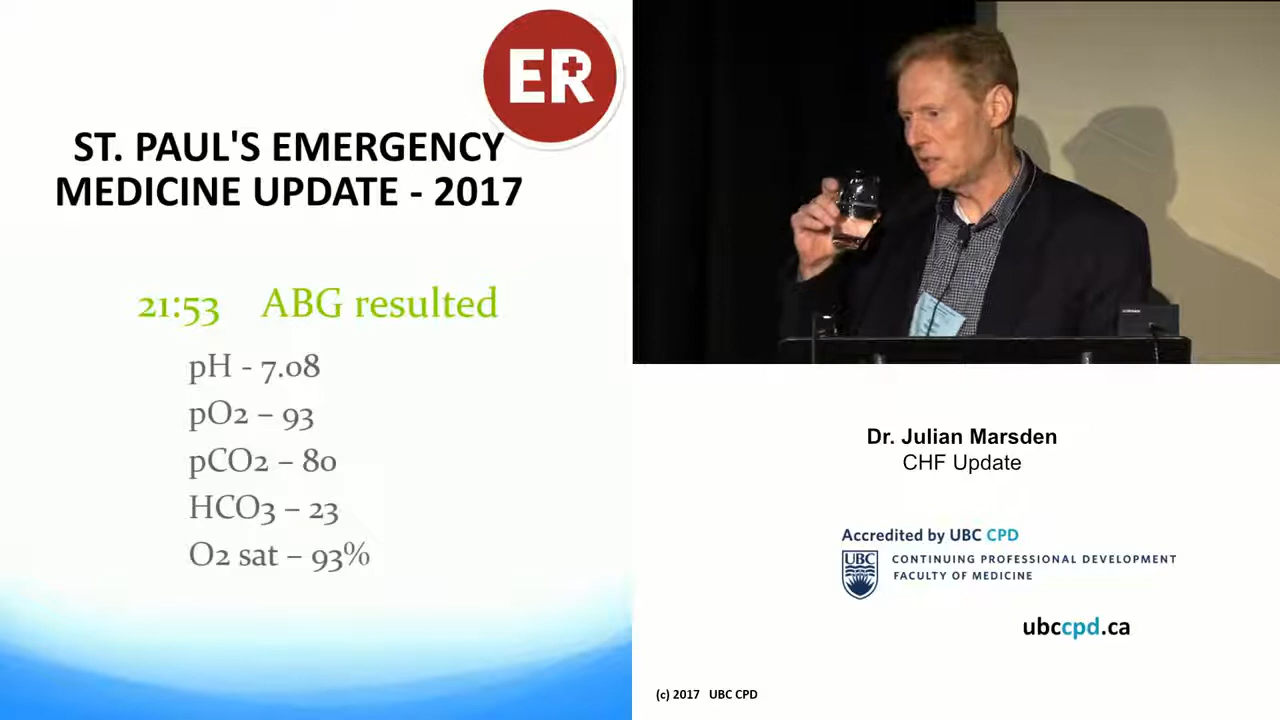 ER
ST. PAUL'S EMERGENCY
MEDICINE UPDATE - 2017
21:53 ABG resulted
pH - 7.08
pO2 – 93
pCO2 – 80
HCO3 – 23
O2 sat – 93%
Dr. Julian Marsden
CHF Update
Accredited by UBC CPD
UBC
CONTINUING PROFESSIONAL DEVELOPMENT
FACULTY OF MEDICINE
ubccpd.ca
(c) 2017 UBC CPD